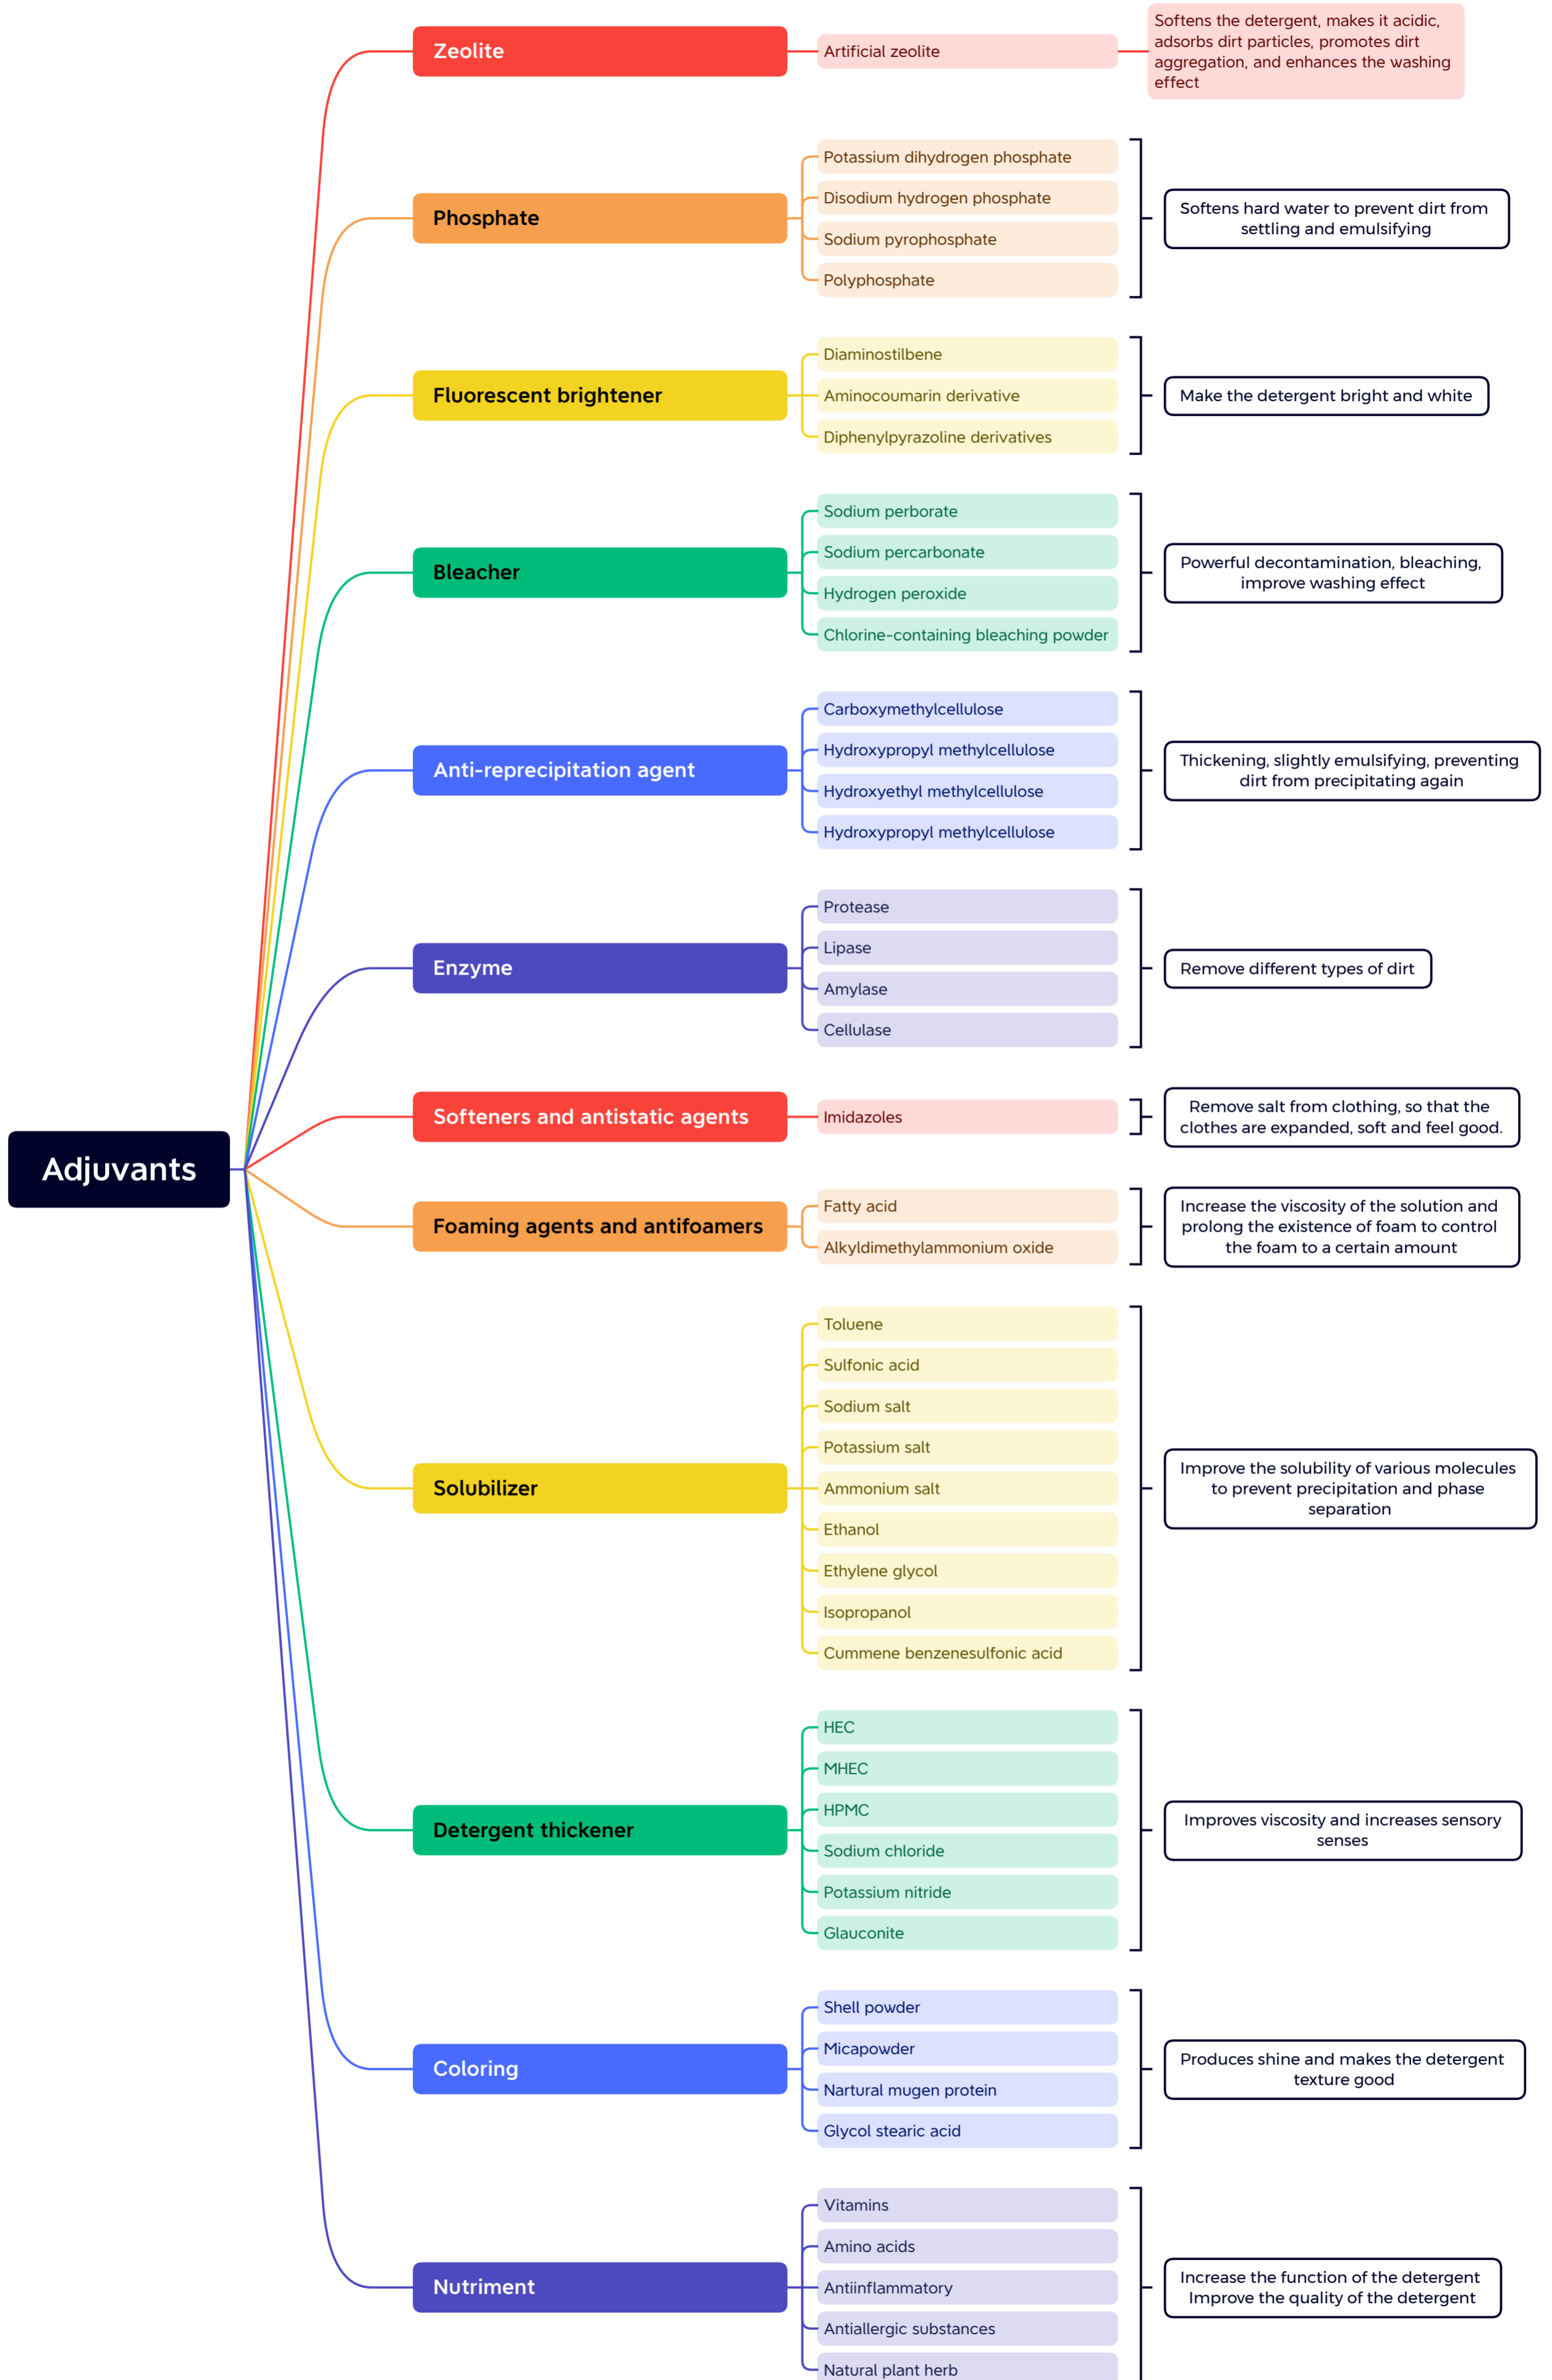 Zeolite
Artificial zeolite
Softens the detergent, makes it acidic,
adsorbs dirt particles, promotes dirt
aggregation, and enhances the washing
effect
Phosphate
Potassium dihydrogen phosphate
Disodium hydrogen phosphate
Sodium pyrophosphate
Polyphosphate
Softens hard water to prevent dirt from
settling and emulsifying
Fluorescent brightener
Diaminostilbene
Aminocoumarin derivative
Diphenylpyrazoline derivatives
Make the detergent bright and white
Bleacher
Sodium perborate
Sodium percarbonate
Hydrogen peroxide
Chlorine-containing bleaching powder
Powerful decontamination, bleaching,
improve washing effect
Anti-reprecipitation agent
Carboxymethylcellulose
Hydroxypropyl methylcellulose
Hydroxyethyl methylcellulose
Hydroxypropyl methylcellulose
Thickening, slightly emulsifying, preventing
dirt from precipitating again
Enzyme
Protease
Lipase
Amylase
Cellulase
Remove different types of dirt
Adjuvants
Softeners and antistatic agents
Imidazoles
Remove salt from clothing, so that the
clothes are expanded, soft and feel good.
Foaming agents and antifoamers
Fatty acid
Alkyldimethylammonium oxide
Increase the viscosity of the solution and
prolong the existence of foam to control
the foam to a certain amount
Solubilizer
Toluene
Sulfonic acid
Sodium salt
Potassium salt
Ammonium salt
Ethanol
Ethylene glycol
Isopropanol
Cummene benzenesulfonic acid
Improve the solubility of various molecules
to prevent precipitation and phase
separation
Detergent thickener
HEC
MHEC
HPMC
Sodium chloride
Potassium nitride
Glauconite
Improves viscosity and increases sensory
senses
Coloring
Shell powder
Micapowder
Nartural mugen protein
Glycol stearic acid
Produces shine and makes the detergent
texture good
Nutriment
Vitamins
Amino acids
Antiinflammatory
Antiallergic substances
Natural plant herb
Increase the function of the detergent
Improve the quality of the detergent